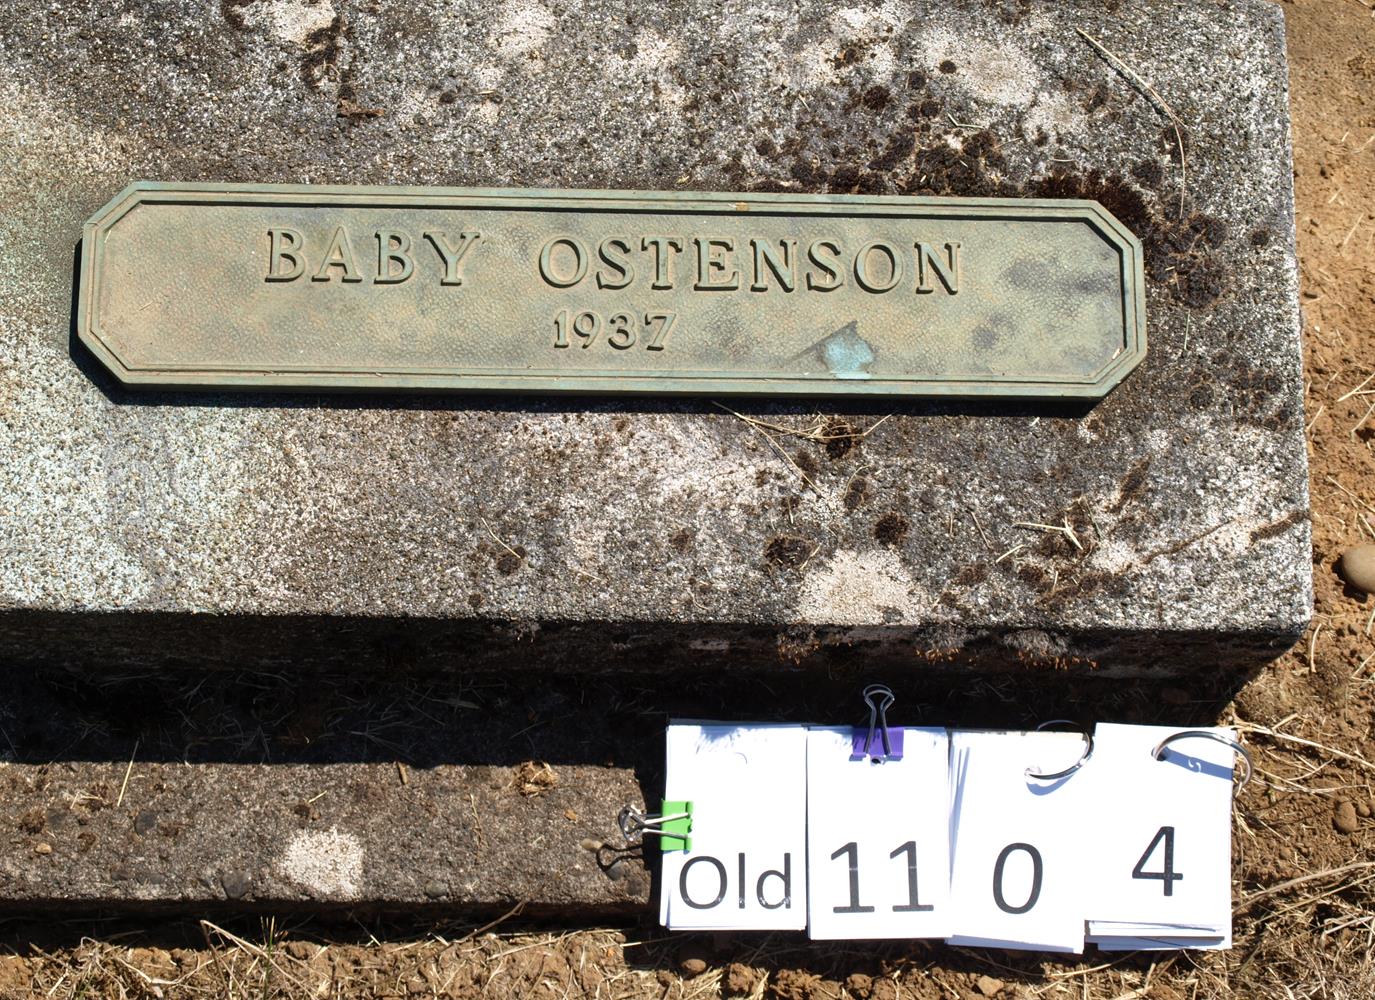 BABY OSTENSON
1937
Old 11 0 4